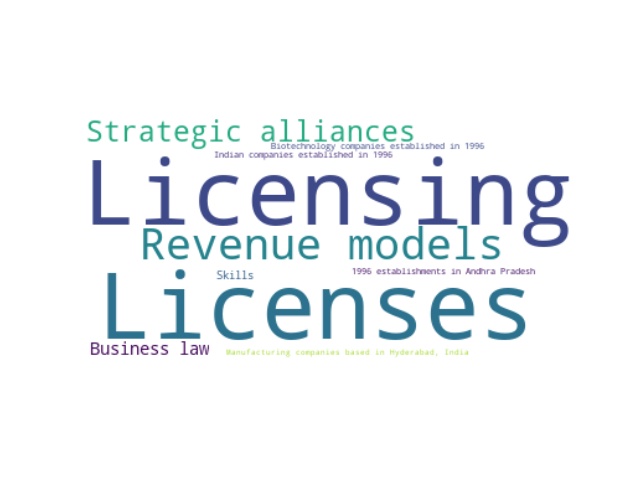 Strategic alliances
Biotechnology companies established in 1996
Indian companies established in 1996
Licensing
Revenue models
1996 establishments in Andhra Pradesh
Skills
Licenses
Business law
Manufacturing companies based in Hyderabad, India